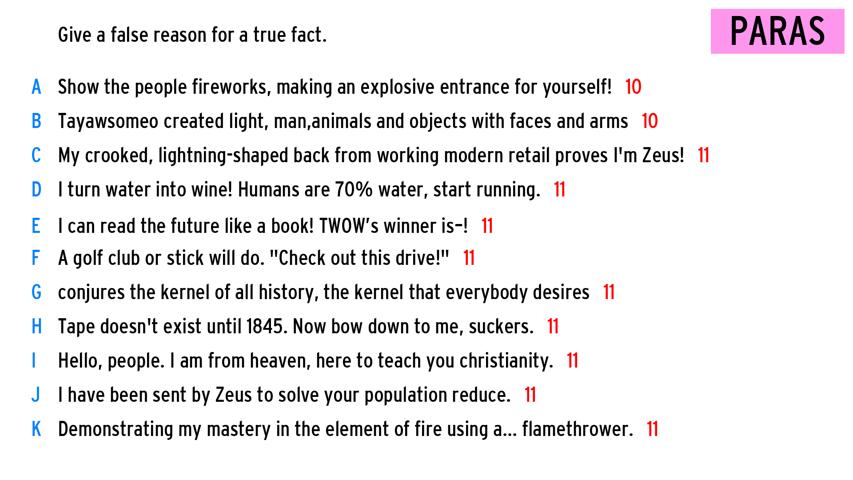 Give a false reason for a true fact.
PARAS
A Show the people fireworks, making an explosive entrance for yourself! 10
B Tayawsomeo created light, man,animals and objects with faces and arms 10
C My crooked, lightning-shaped back from working modern retail proves I'm Zeus! 11
D I turn water into wine! Humans are 70% water, start running. 11
E I can read the future like a book! TWOW's winner is-! 11
F A golf club or stick will do. "Check out this drive!" 11
G conjures the kernel of all history, the kernel that everybody desires 11
H Tape doesn't exist until 1845. Now bow down to me, suckers. 11
I Hello, people. I am from heaven, here to teach you christianity. 11
J I have been sent by Zeus to solve your population reduce. 11
K Demonstrating my mastery in the element of fire using a... flamethrower. 11